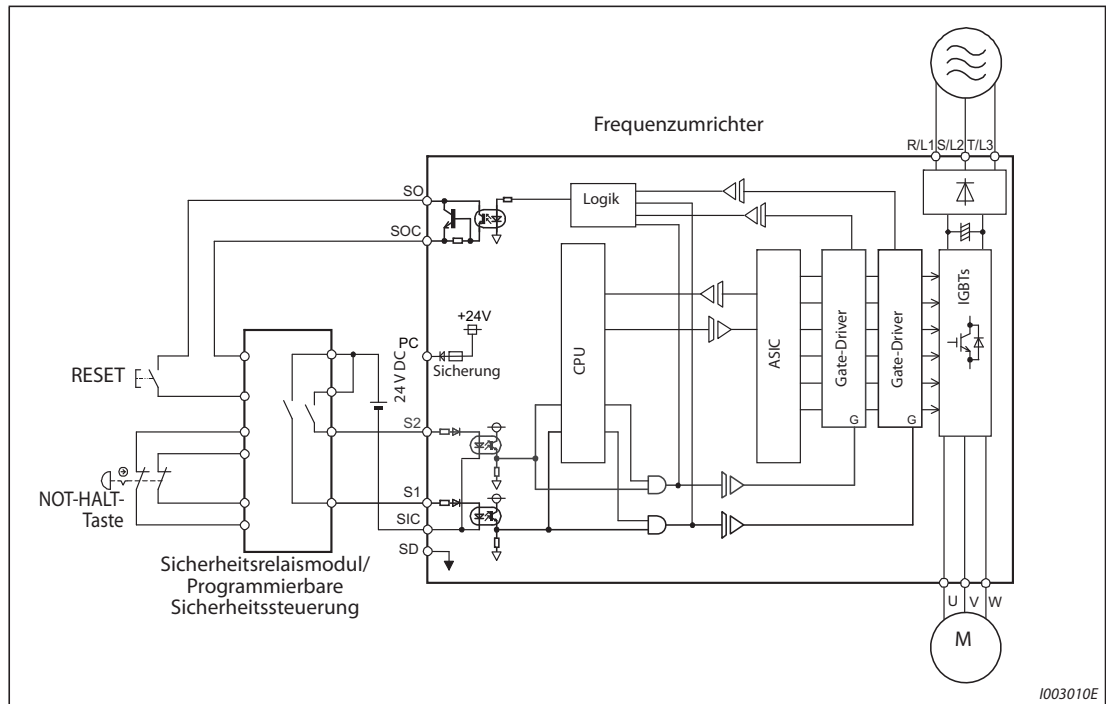 Frequenzumrichter
R/L1 S/L2 T/L3
SO
SOC
Logik
+24V
PC
Sicherung
24 V DC
CPU
ASIC
Gate-Driver
Gate-Driver
IGBTs
G
G
RESET
S2
S1
SIC
SD
NOT-HALT-
Taste
Sicherheitsrelaismodul/
Programmierbare
Sicherheitssteuerung
U V W
M
I003010E